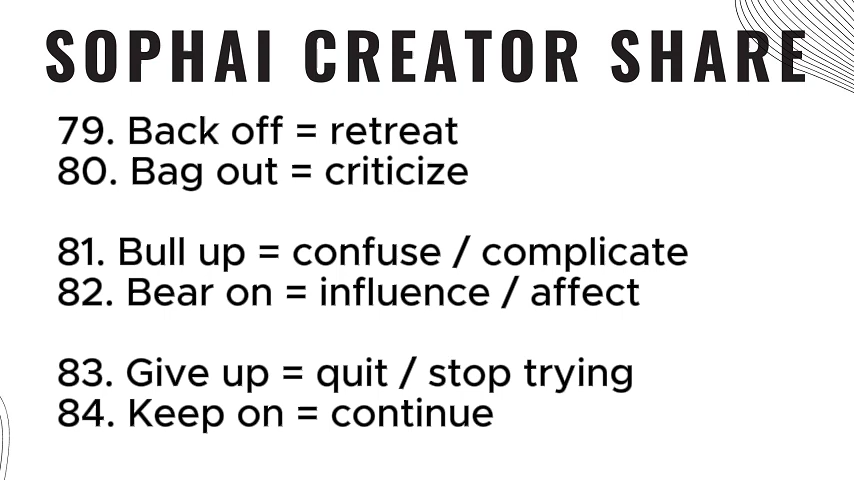 SOPHAI CREATOR SHARE
79. Back off = retreat
80. Bag out = criticize
81. Bull up = confuse / complicate
82. Bear on = influence / affect
83. Give up = quit / stop trying
84. Keep on = continue